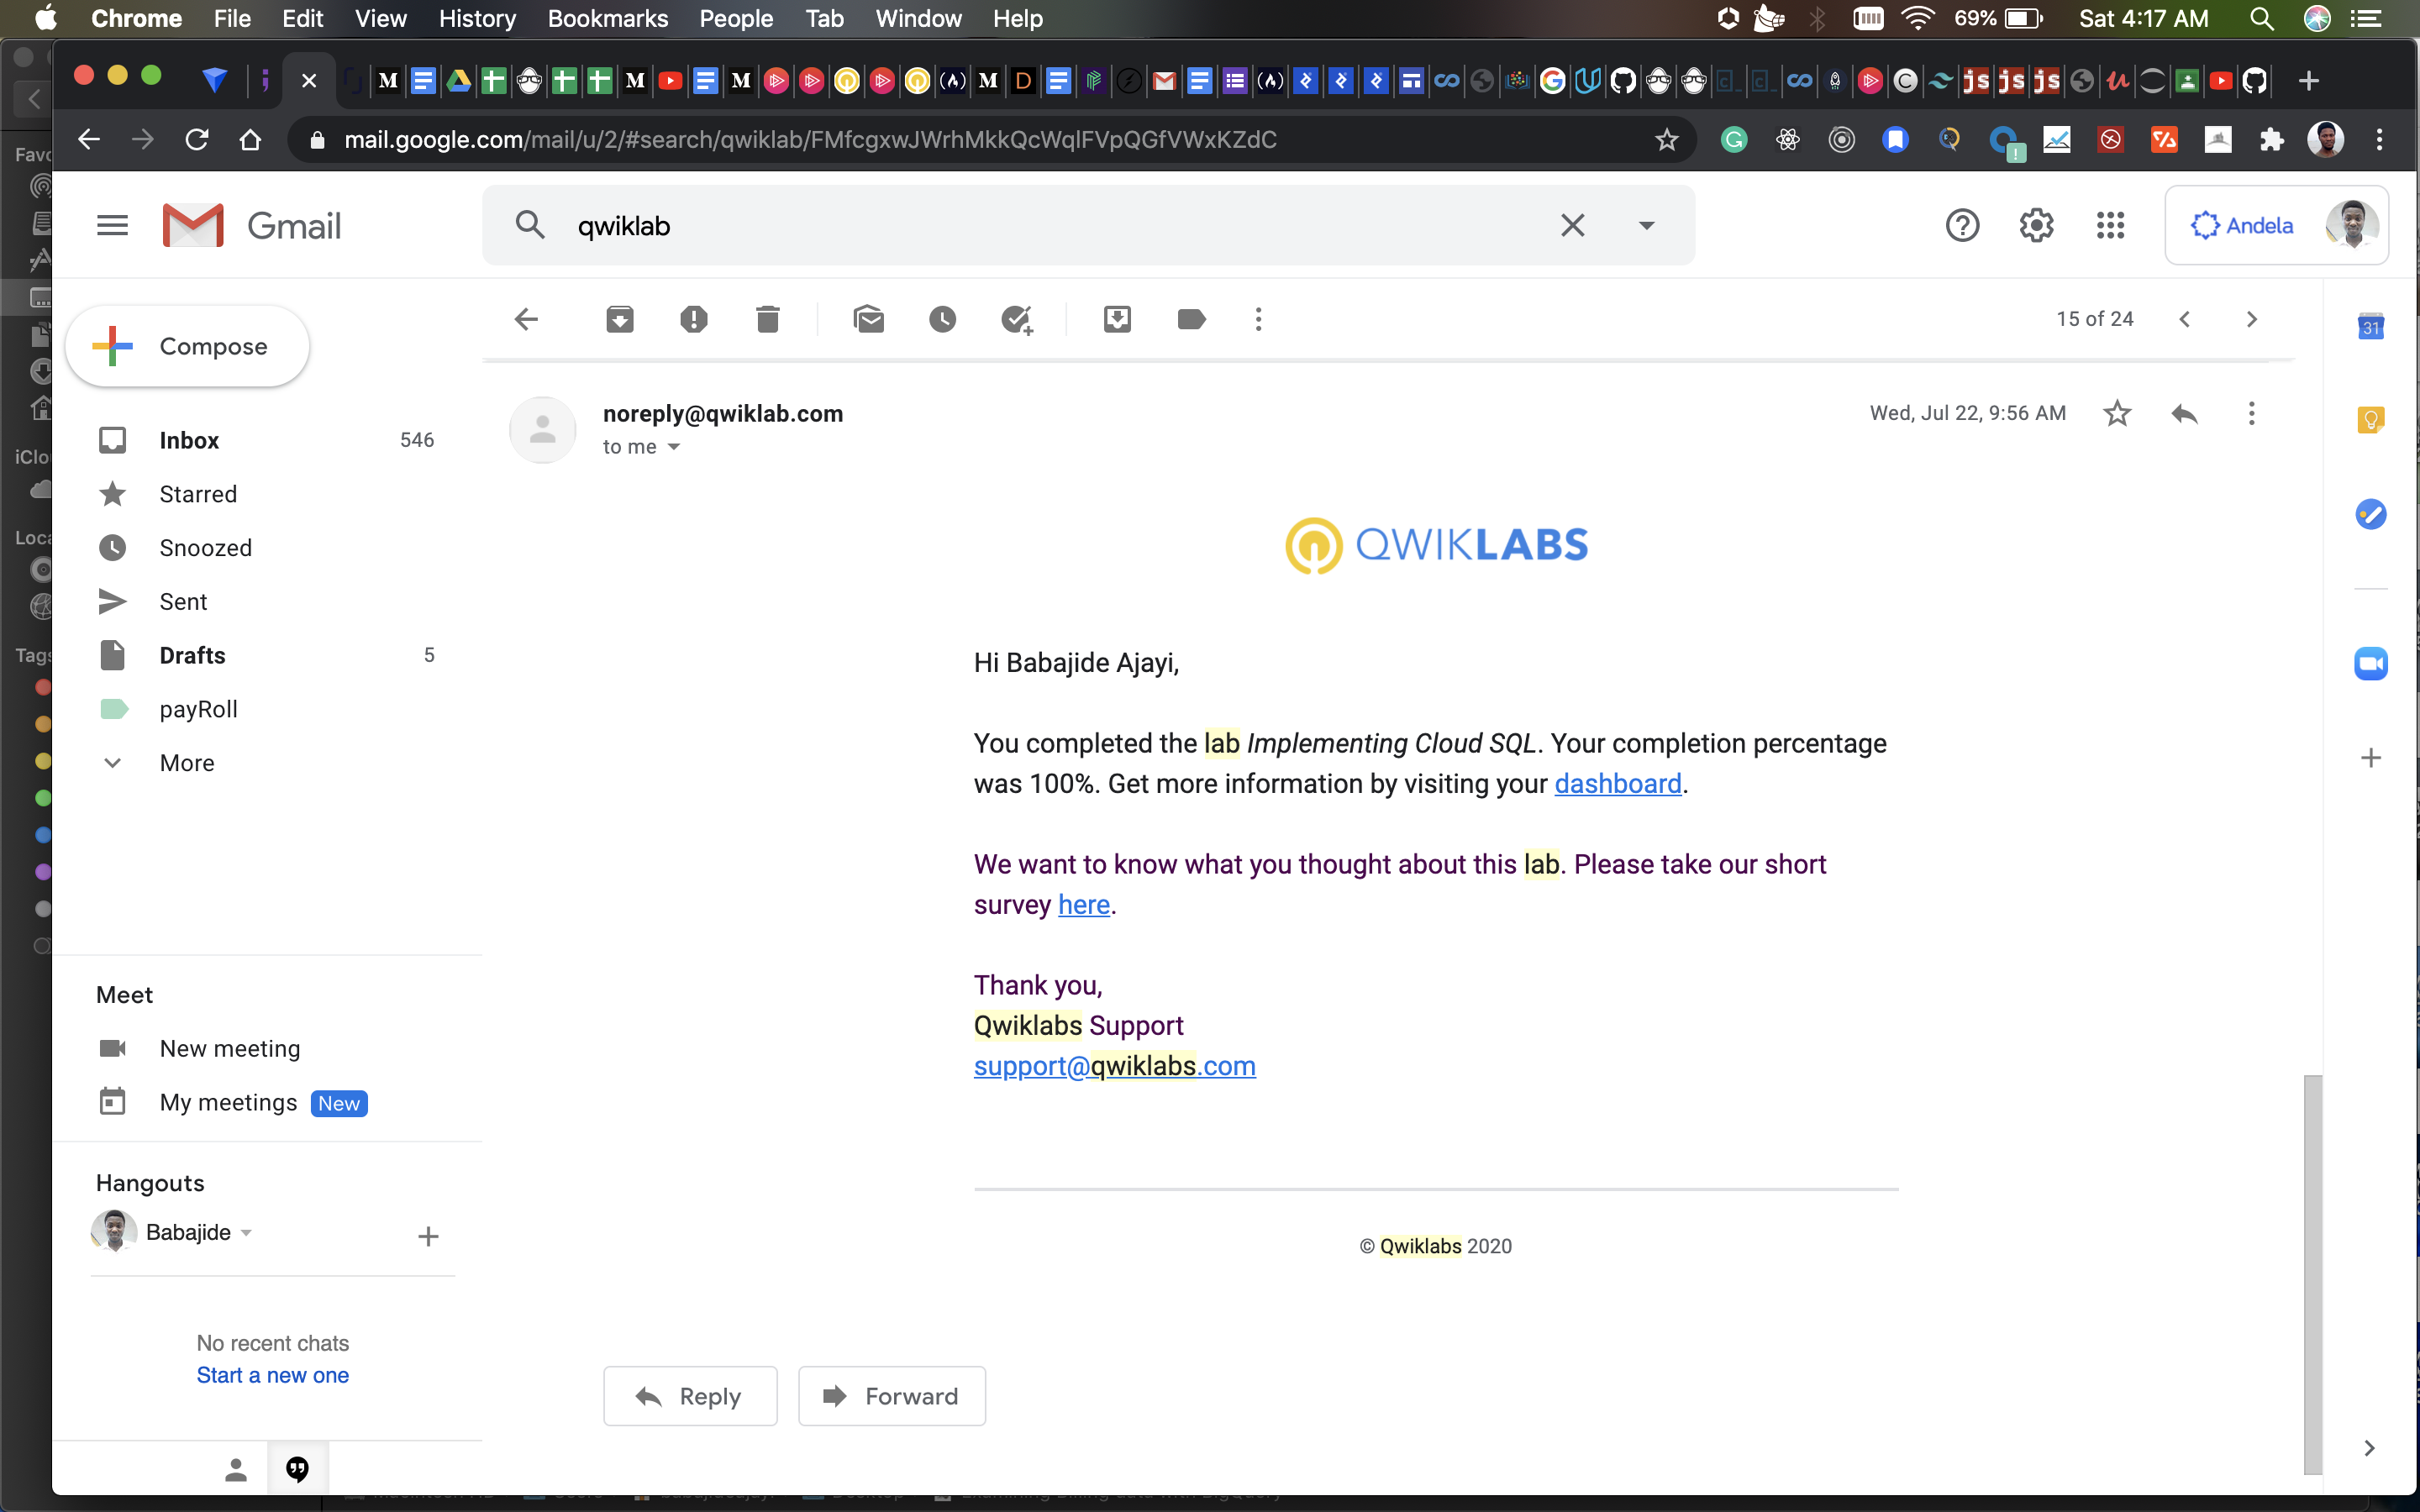 Chrome File Edit View History Bookmarks People Tab Window Help 69% Sat 4:17 AM
mail.google.com/mail/u/2/#search/qwiklab/FMfcgxwJWrhMkkQcWqlFVpQGfVWxKZdC
Gmail
qwiklab
Andela
Compose
15 of 24
31
Inbox 546
Starred
Snoozed
Sent
Drafts 5
payRoll
More
Meet
New meeting
My meetings New
Hangouts
Babajide
No recent chats
Start a new one
noreply@qwiklab.com
Wed, Jul 22, 9:56 AM
to me
QWIKLABS
Hi Babajide Ajayi,
You completed the lab Implementing Cloud SQL. Your completion percentage
was 100%. Get more information by visiting your dashboard.
We want to know what you thought about this lab. Please take our short
survey here.
Thank you,
Qwiklabs Support
support@qwiklabs.com
© Qwiklabs 2020
Reply Forward
Favo
iClou
Loca
Tags